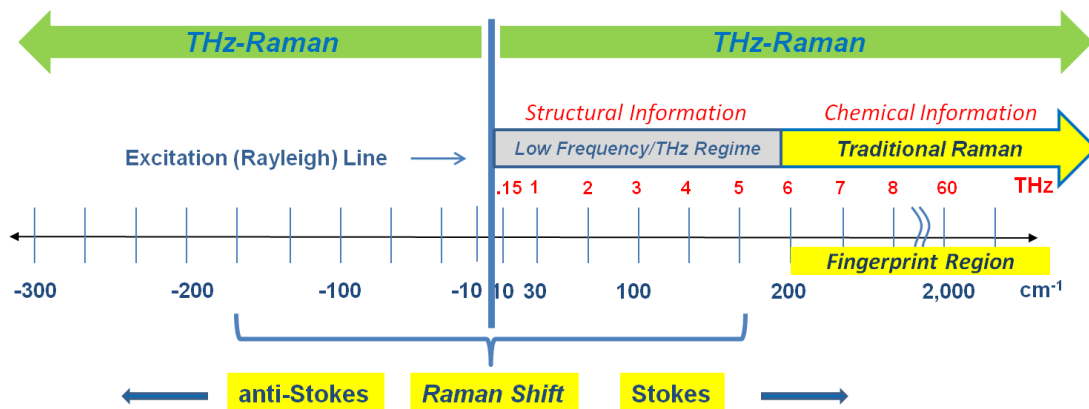 THz-Raman THz-Raman
Structural Information Chemical Information
Excitation (Rayleigh) Line Low Frequency/THz Regime Traditional Raman
.15 1 2 3 4 5 6 7 8 60 THz
Fingerprint Region
-300 -200 -100 -10 10 30 100 200 2,000 cm-1
anti-Stokes Raman Shift Stokes